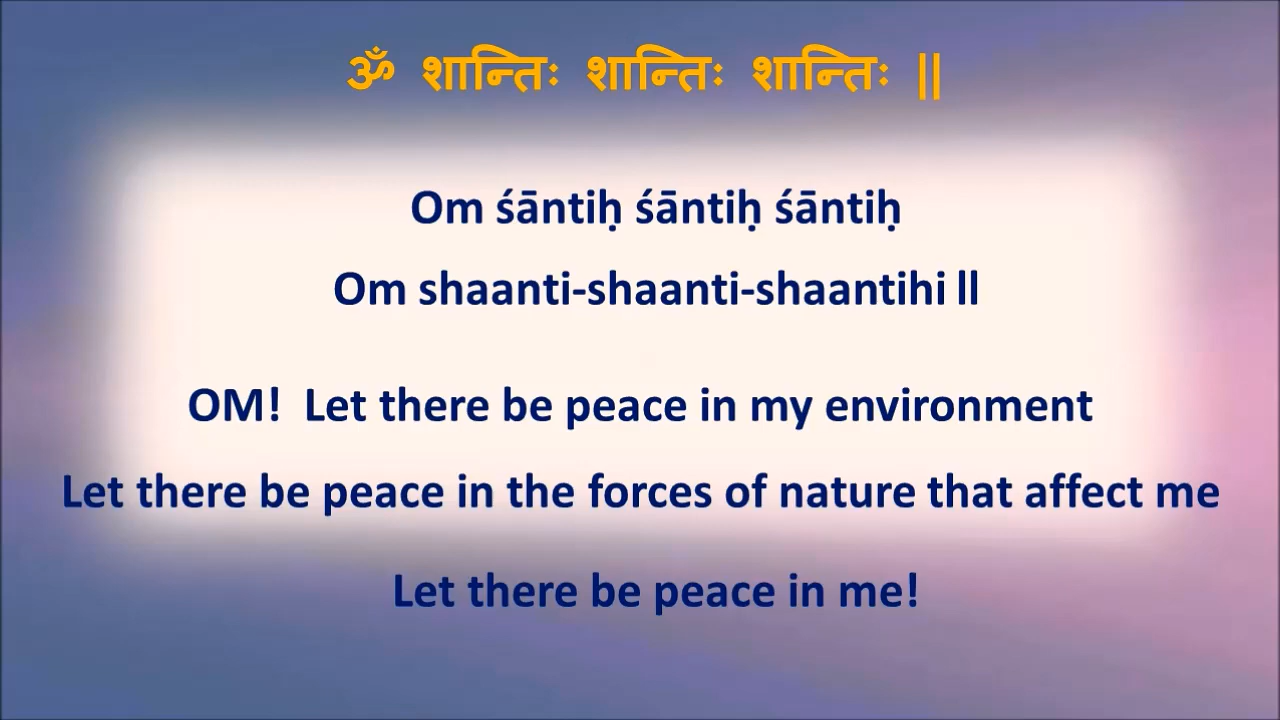 ॐ शान्तिः शान्तिः शान्तिः ||
Om śāntiḥ śāntiḥ śāntiḥ
Om shaanti-shaanti-shaantihi ll
OM! Let there be peace in my environment
Let there be peace in the forces of nature that affect me
Let there be peace in me!